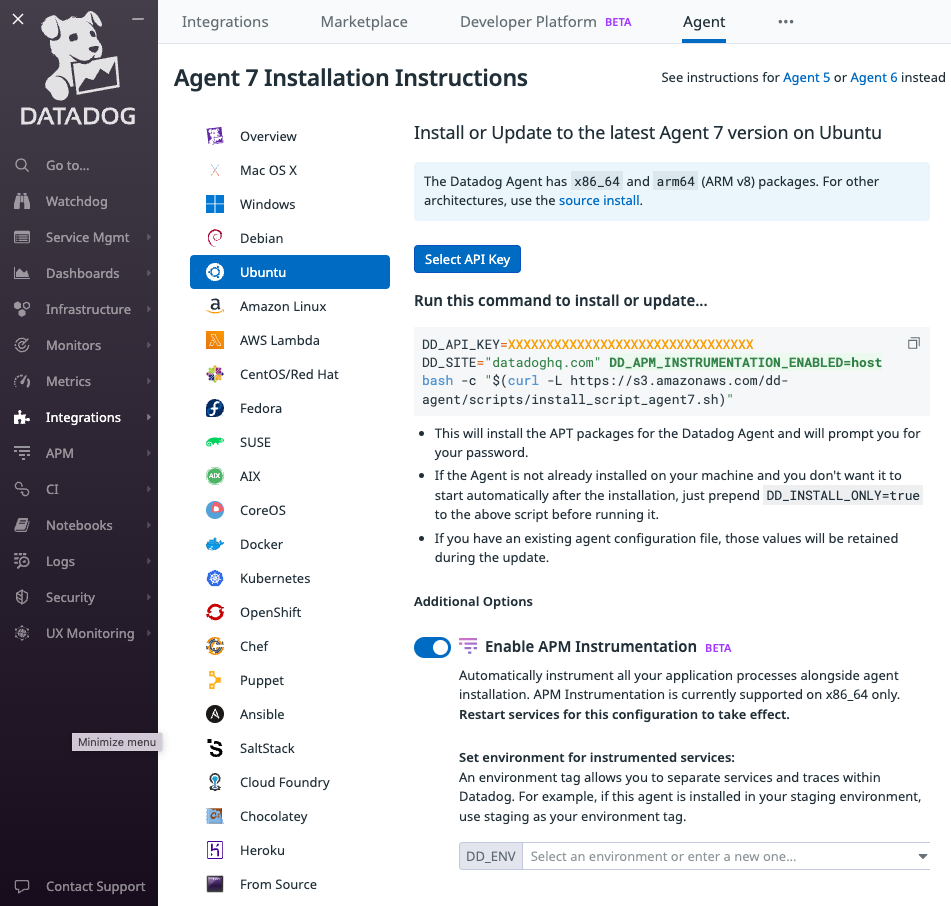 DATADOG
Go to...
Watchdog
Service Mgmt
Dashboards
Infrastructure
Monitors
Metrics
Integrations
APM
CI
Notebooks
Logs
Security
UX Monitoring
Minimize menu
Contact Support
Integrations Marketplace Developer Platform BETA Agent
Agent 7 Installation Instructions
See instructions for Agent 5 or Agent 6 instead
Overview
Mac OS X
Windows
Debian
Ubuntu
a Amazon Linux
AWS Lambda
CentOS/Red Hat
Fedora
SUSE
AIX AIX
CoreOS
Docker
Kubernetes
OpenShift
Chef
Puppet
Ansible
SaltStack
Cloud Foundry
Chocolatey
Heroku
From Source
Install or Update to the latest Agent 7 version on Ubuntu
The Datadog Agent has x86_64 and arm64 (ARM v8) packages. For other
architectures, use the source install.
Select API Key
Run this command to install or update...
DD_API_KEY=XXXXXXXXXXXXXXXXXXXXXXXXXXXXXXXX
DD_SITE="datadoghq.com" DD_APM_INSTRUMENTATION_ENABLED=host
bash -c "$(curl -L https://s3.amazonaws.com/dd-
agent/scripts/install_script_agent7.sh)"
• This will install the APT packages for the Datadog Agent and will prompt you for
your password.
• If the Agent is not already installed on your machine and you don't want it to
start automatically after the installation, just prepend DD_INSTALL_ONLY=true
to the above script before running it.
• If you have an existing agent configuration file, those values will be retained
during the update.
Additional Options
Enable APM Instrumentation BETA
Automatically instrument all your application processes alongside agent
installation. APM Instrumentation is currently supported on x86_64 only.
Restart services for this configuration to take effect.
Set environment for instrumented services:
An environment tag allows you to separate services and traces within
Datadog. For example, if this agent is installed in your staging environment,
use staging as your environment tag.
DD_ENV Select an environment or enter a new one...